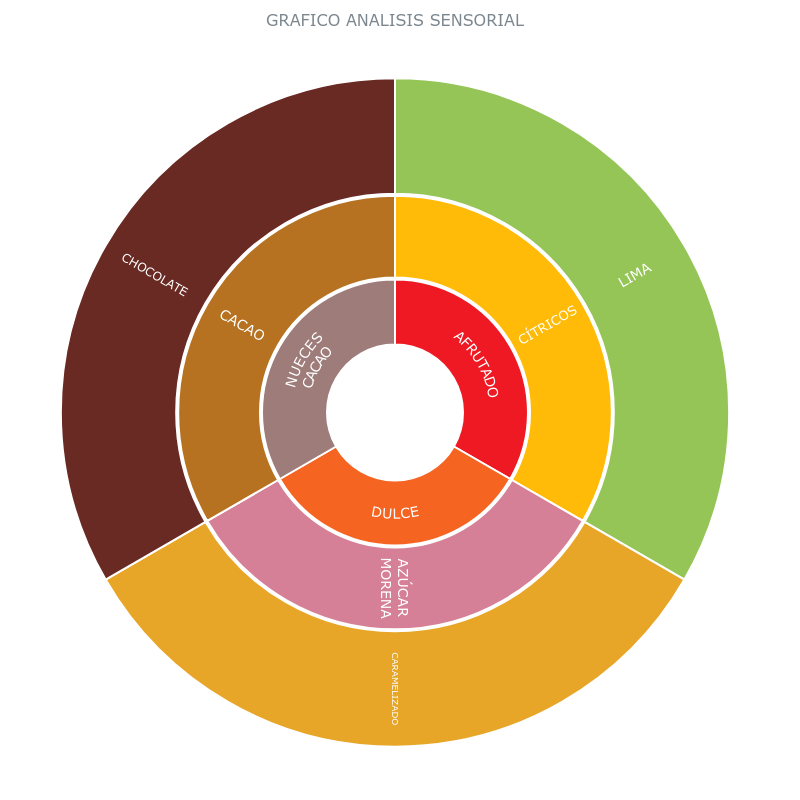 GRAFICO ANALISIS SENSORIAL
AFRUTADO
CÍTRICOS
LIMA
DULCE
AZÚCAR
MORENA
CARAMELIZADO
NUECES
CACAO
CACAO
CHOCOLATE